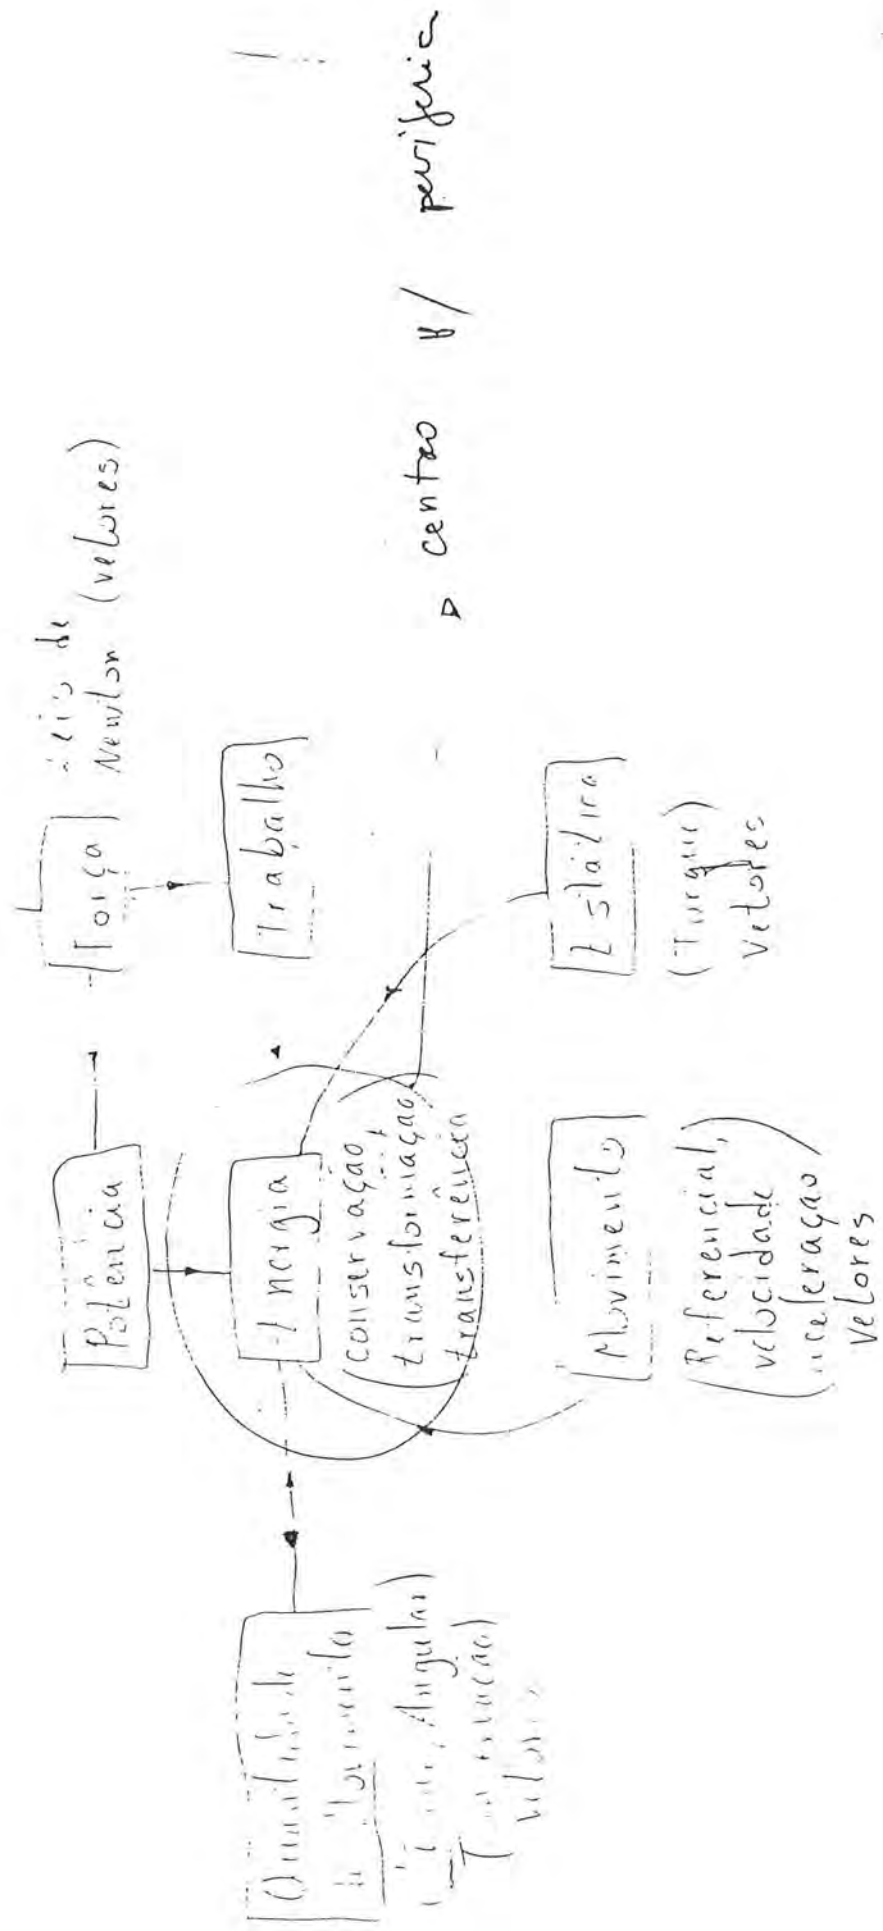 Potência
Força
Leis de
Newton (vetores)
Energia
Trabalho
(conservação
transformação
transferência
Quantidade
de Movimento
Angular)
vetores
Movimento
(Referencial,
velocidade
aceleração)
vetores
Estática
(Torque)
vetores
centro
periferia